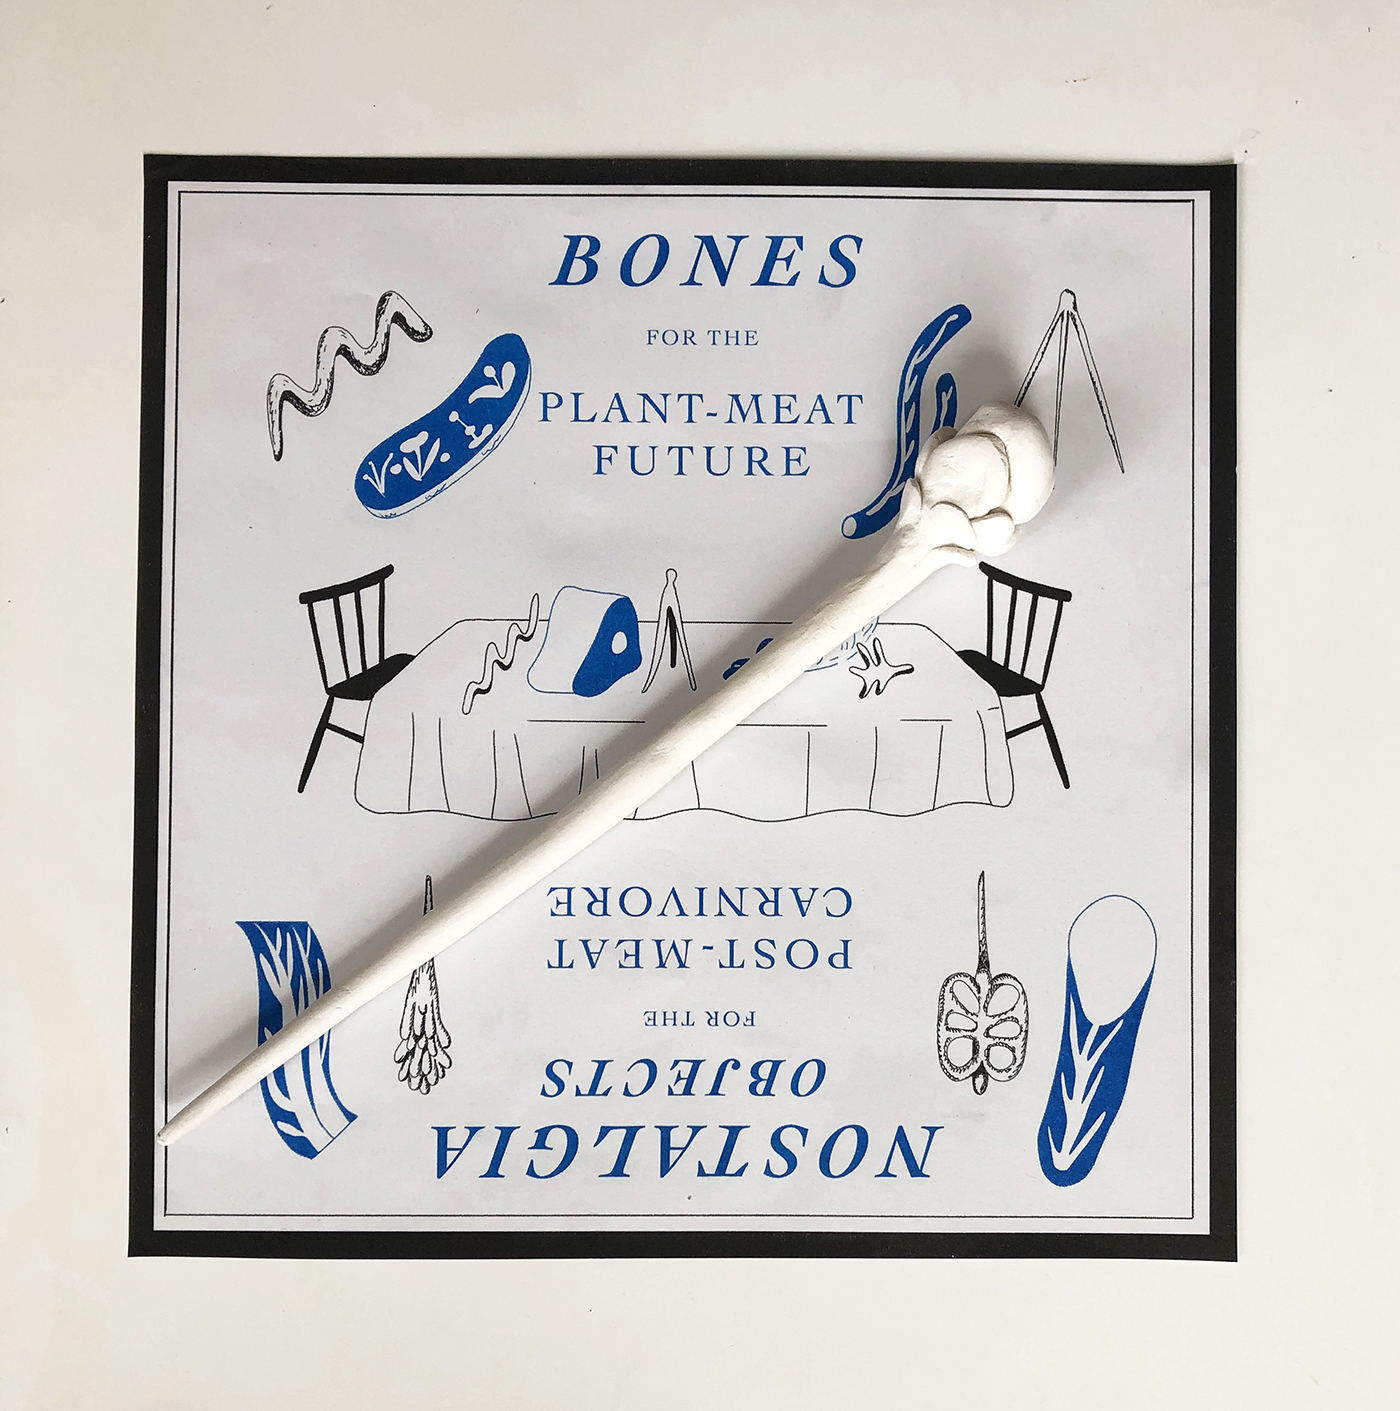 BONES
FOR THE
PLANT-MEAT
FUTURE
NOSTALGIA
OBJECTS
FOR THE
POST-MEAT
CARNIVORE